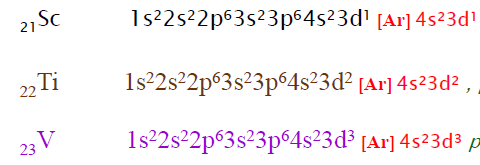 ₂₁Sc 1s²2s²2p⁶3s²3p⁶4s²3d¹ [Ar] 4s²3d¹
₂₂Ti 1s²2s²2p⁶3s²3p⁶4s²3d² [Ar] 4s²3d² ,
₂₃V 1s²2s²2p⁶3s²3p⁶4s²3d³ [Ar] 4s²3d³ p